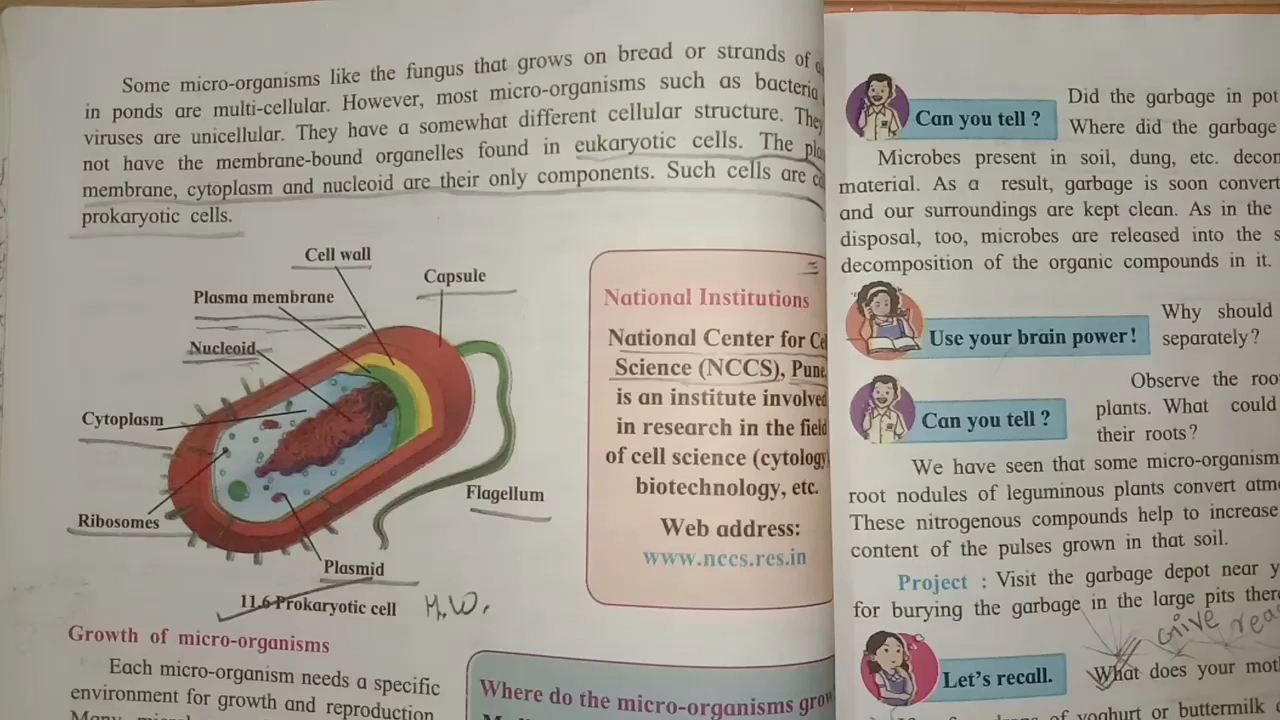 Some micro-organisms like the fungus that grows on bread or strands of
in ponds are multi-cellular. However, most micro-organisms such as bacteria
viruses are unicellular. They have a somewhat different cellular structure. They
not have the membrane-bound organelles found in eukaryotic cells. The
membrane, cytoplasm and nucleoid are their only components. Such cells are
prokaryotic cells.
Cell wall
Capsule
Plasma membrane
Nucleoid
Cytoplasm
Flagellum
Ribosomes
Plasmid
11.6 Prokaryotic cell H.W.
Growth of micro-organisms
Each micro-organism needs a specific
environment for growth and reproduction
National Institutions
National Center for
Science (NCCS), Pune,
is an institute involved
in research in the field
of cell science (cytology)
biotechnology, etc.
Web address:
www.nccs.res.in
Where do the micro-organisms
Can you tell ?
Did the garbage in
Where did the garbage
Microbes present in soil, dung, etc.
material. As a result, garbage is soon
and our surroundings are kept clean. As in the
disposal, too, microbes are released into the
decomposition of the organic compounds in it.
Use your brain power!
Why should
separately?
Can you tell ?
Observe the
plants. What could
their roots?
We have seen that some
root nodules of leguminous plants convert
These nitrogenous compounds help to increase
content of the pulses grown in that soil.
Project : Visit the garbage depot near
for burying the garbage in the large pits
Give
Let's recall.
What does your
of yoghurt or buttermilk